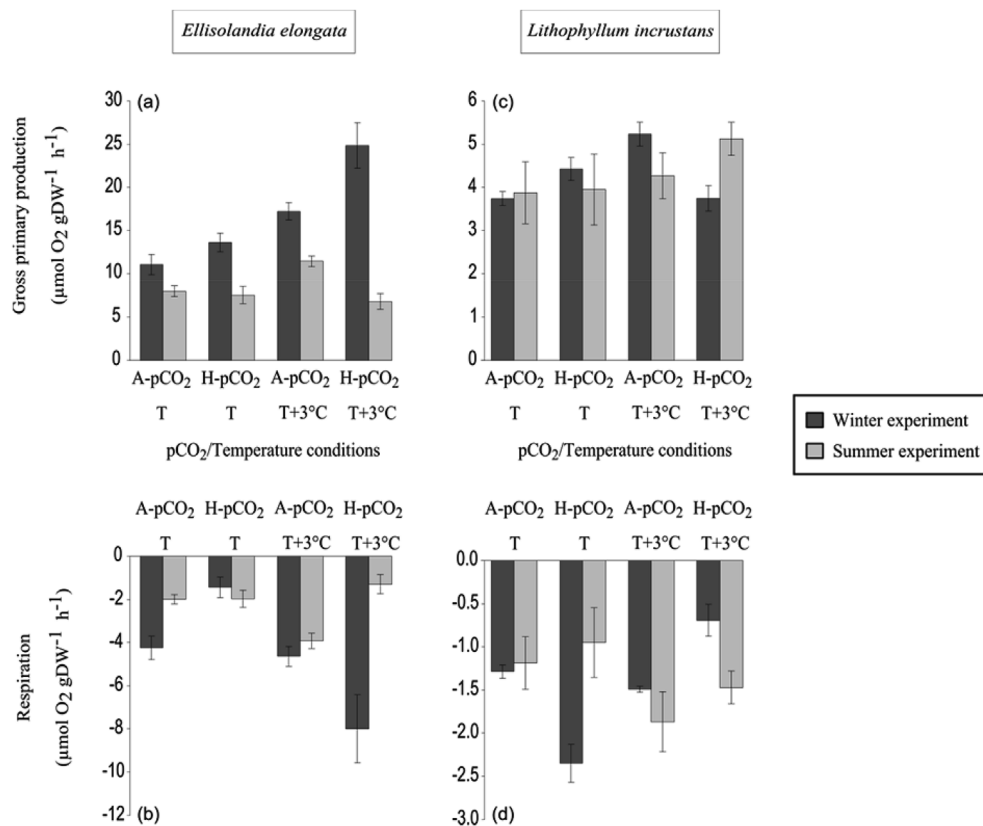 Ellisolandia elongata
Lithophyllum incrustans
Gross primary production
(µmol O₂ gDW⁻¹ h⁻¹)
(a)
30
25
20
15
10
5
0
A-pCO₂ H-pCO₂ A-pCO₂ H-pCO₂
T T T+3°C T+3°C
pCO₂/Temperature conditions
(c)
6
5
4
3
2
1
0
A-pCO₂ H-pCO₂ A-pCO₂ H-pCO₂
T T T+3°C T+3°C
pCO₂/Temperature conditions
Winter experiment
Summer experiment
Respiration
(µmol O₂ gDW⁻¹ h⁻¹)
A-pCO₂ H-pCO₂ A-pCO₂ H-pCO₂
T T T+3°C T+3°C
0
-2
-4
-6
-8
-10
-12
(b)
A-pCO₂ H-pCO₂ A-pCO₂ H-pCO₂
T T T+3°C T+3°C
-0.0
-0.5
-1.0
-1.5
-2.0
-2.5
-3.0
(d)